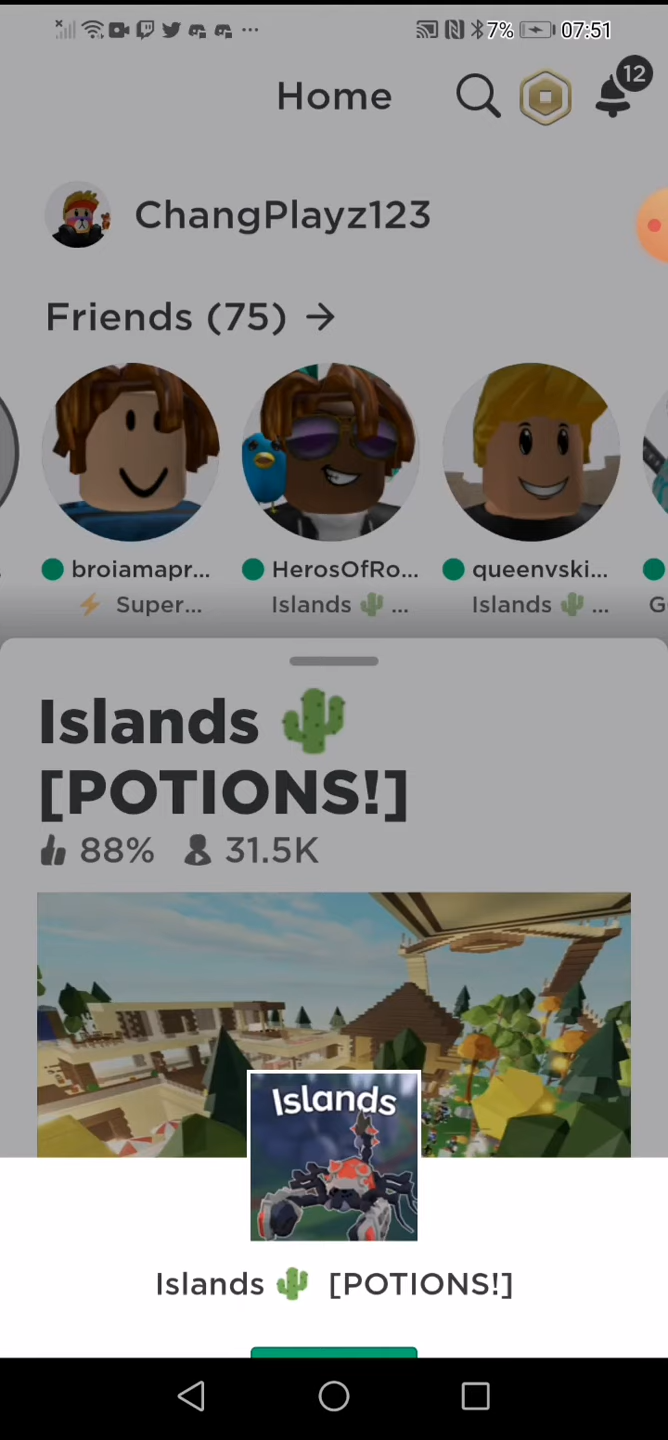 7% 07:51
Home
12
ChangPlayz123
Friends (75) →
broiamapr... HerosOfRo... queenvski...
⚡ Super... Islands 🌵 ... Islands 🌵 ... G
Islands 🌵
[POTIONS!]
88% 31.5K
Islands
Islands 🌵 [POTIONS!]